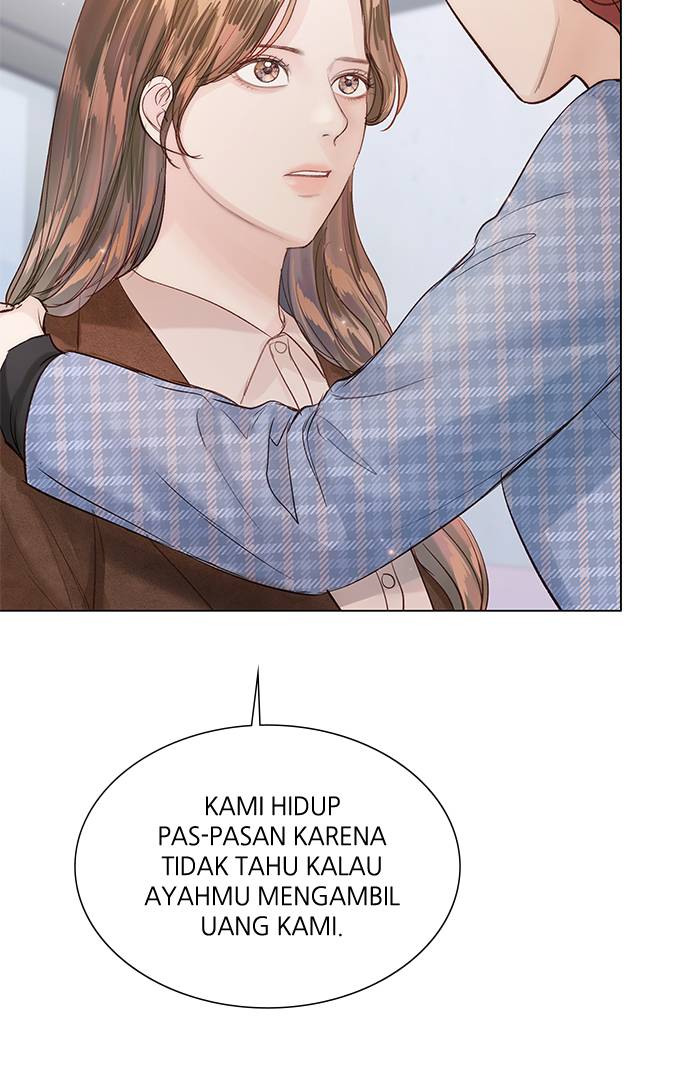 KAMI HIDUP
PAS-PASAN KARENA
TIDAK TAHU KALAU
AYAHMU MENGAMBIL
UANG KAMI.